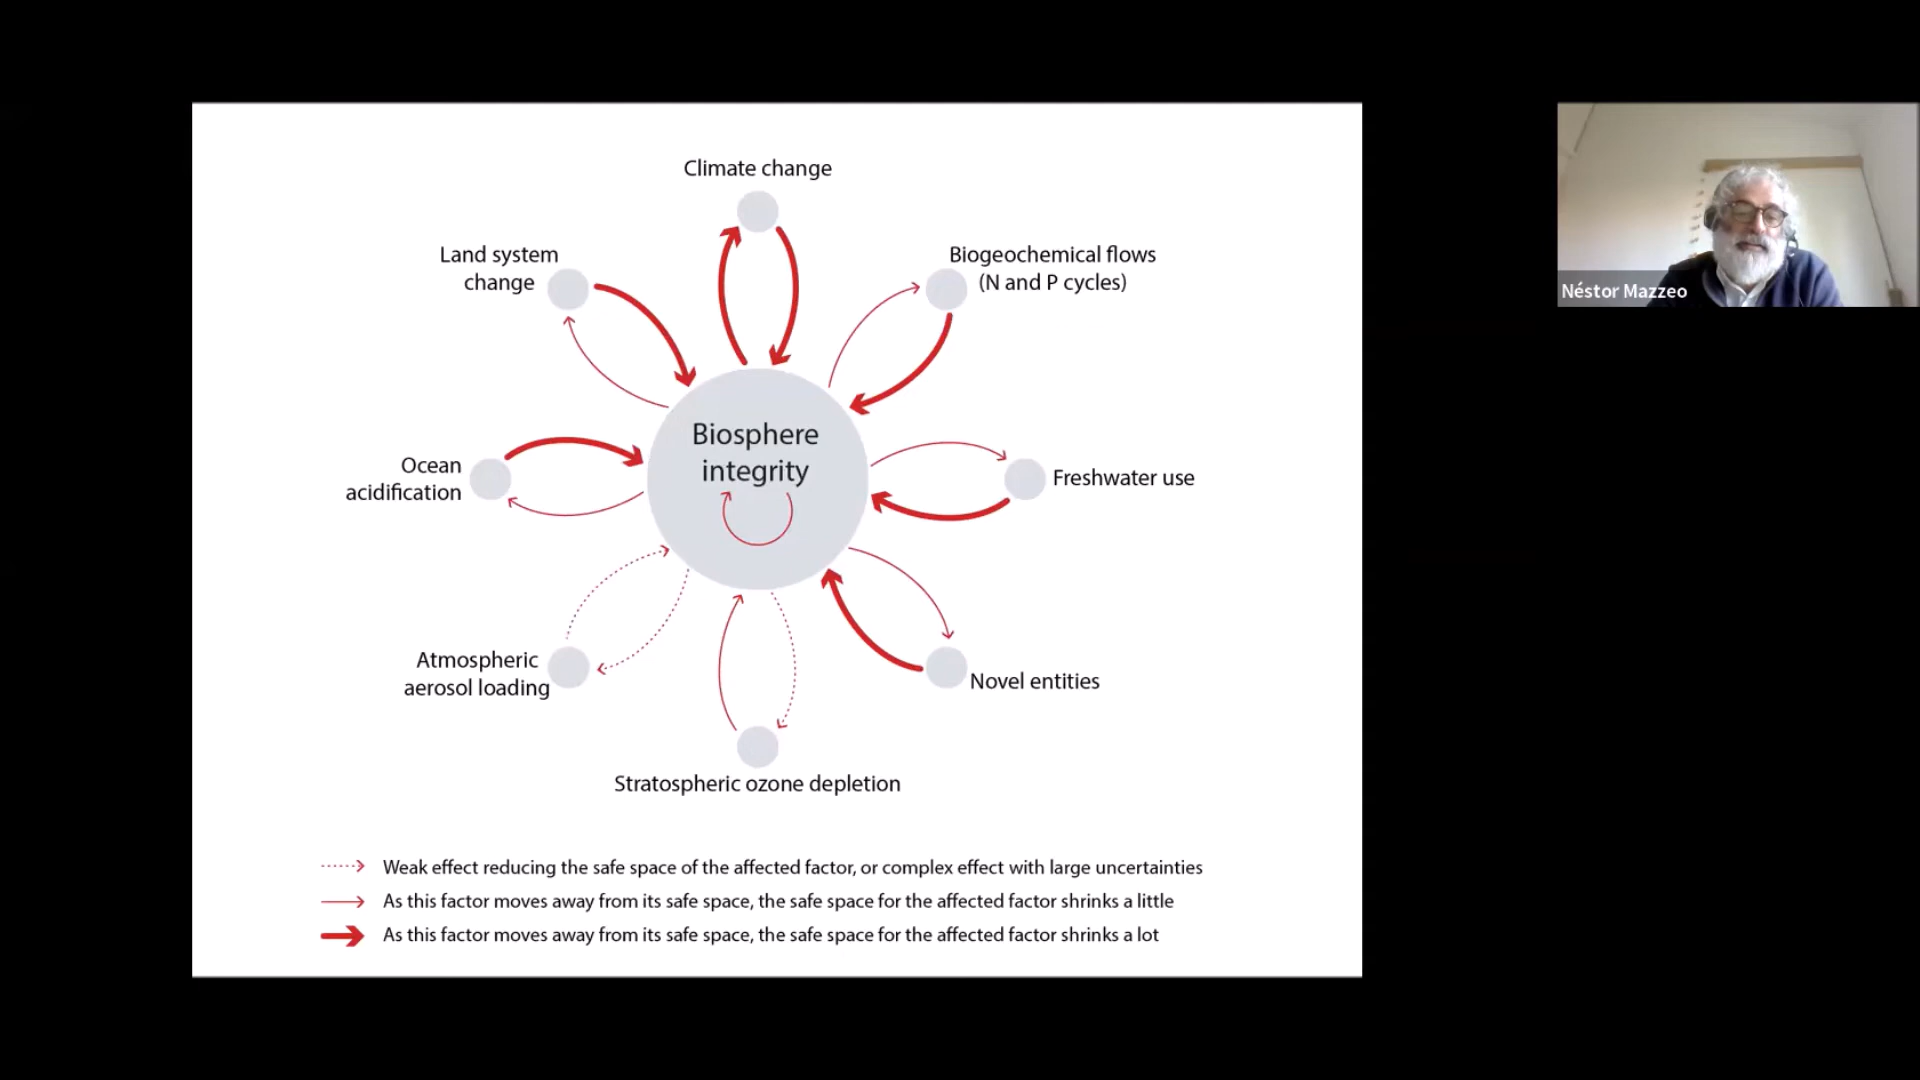 Climate change
Land system
change
Biogeochemical flows
(N and P cycles)
Néstor Mazzeo
Biosphere
integrity
Ocean
acidification
Freshwater use
Atmospheric
aerosol loading
Novel entities
Stratospheric ozone depletion
Weak effect reducing the safe space of the affected factor, or complex effect with large uncertainties
As this factor moves away from its safe space, the safe space for the affected factor shrinks a little
As this factor moves away from its safe space, the safe space for the affected factor shrinks a lot